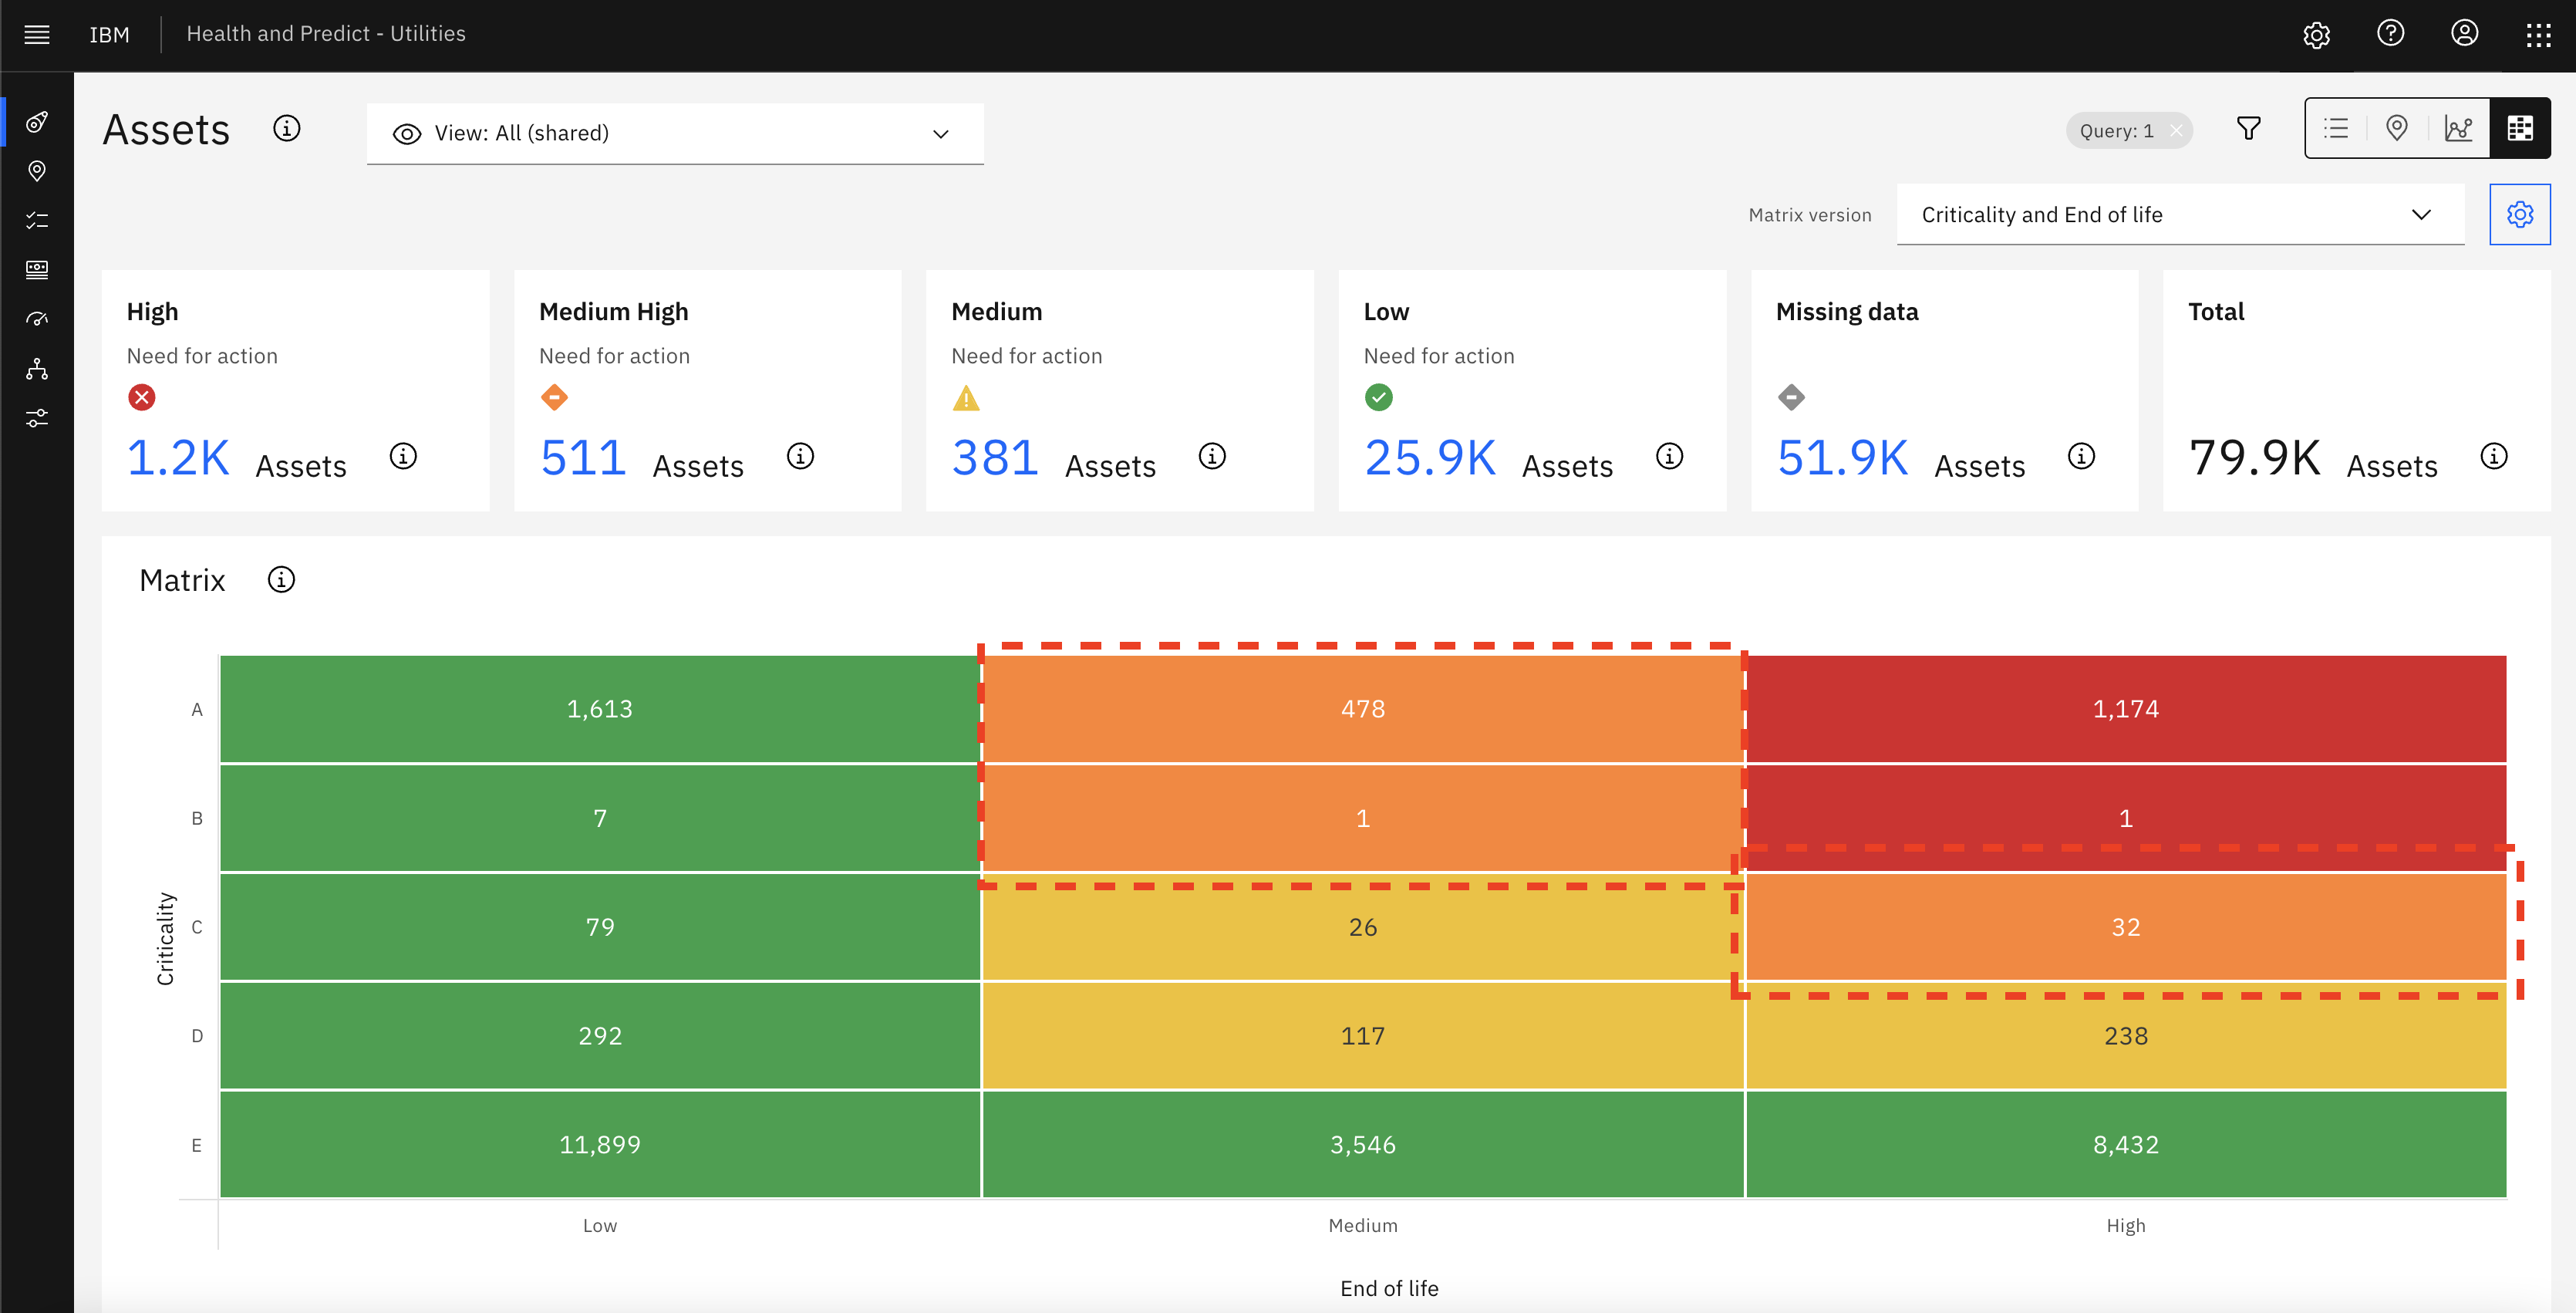 IBM Health and Predict - Utilities
Assets View: All (shared) Query: 1
Matrix version Criticality and End of life
High Medium High Medium Low Missing data Total
Need for action Need for action Need for action Need for action
1.2K Assets 511 Assets 381 Assets 25.9K Assets 51.9K Assets 79.9K Assets
Matrix
A 1,613 478 1,174
B 7 1 1
Criticality
C 79 26 32
D 292 117 238
E 11,899 3,546 8,432
Low Medium High
End of life